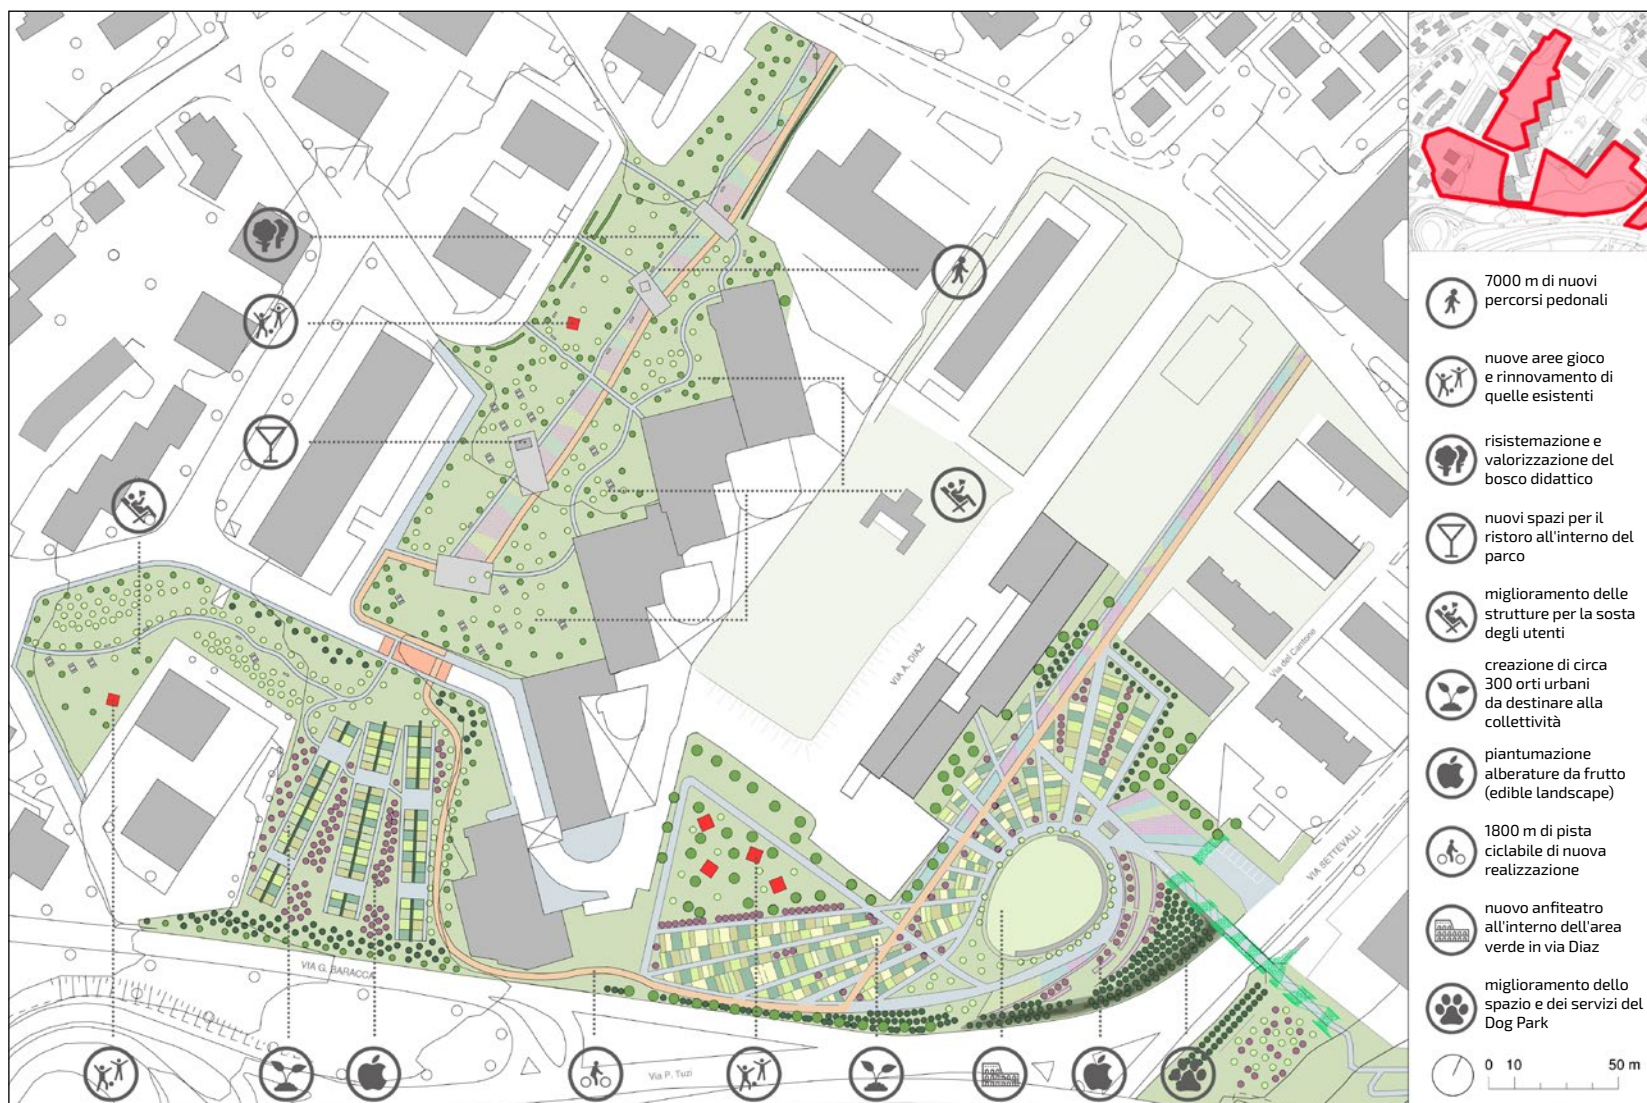 7000 m di nuovi
percorsi pedonali
nuove aree gioco
e rinnovamento di
quelle esistenti
risistemazione e
valorizzazione del
bosco didattico
nuovi spazi per il
ristoro all'interno del
parco
miglioramento delle
strutture per la sosta
degli utenti
creazione di circa
300 orti urbani
da destinare alla
collettività
piantumazione
alberature da frutto
(edible landscape)
1800 m di pista
ciclabile di nuova
realizzazione
nuovo anfiteatro
all'interno dell'area
verde in via Diaz
miglioramento dello
spazio e dei servizi del
Dog Park
0 10 50 m
VIA A. DIAZ
Via del Cantone
VIA SETTEVALLI
VIA G. BARACCA
Via P. Tuzi